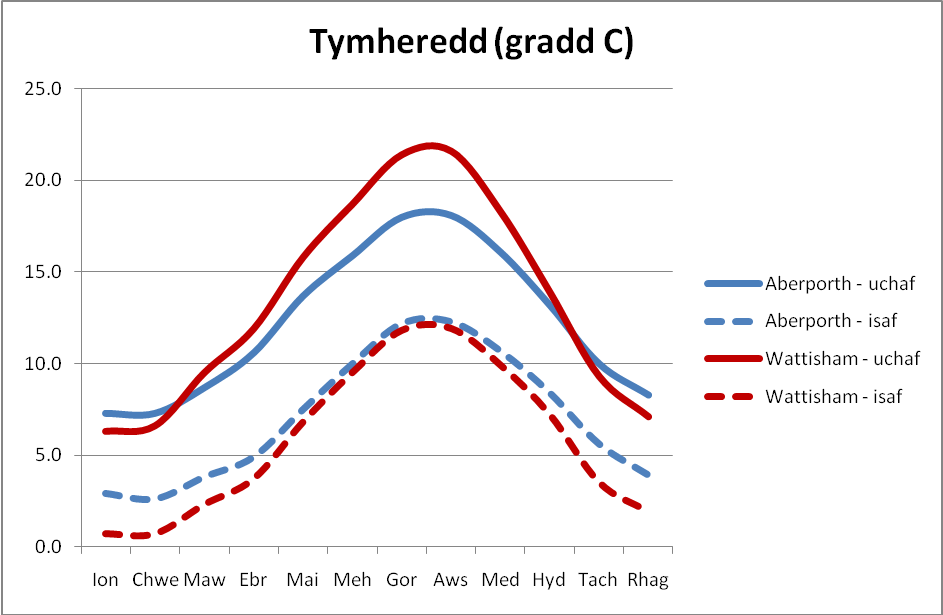 Tymheredd (gradd C)
25.0
20.0
15.0
10.0
5.0
0.0
Ion Chwe Maw Ebr Mai Meh Gor Aws Med Hyd Tach Rhag
Aberporth - uchaf
Aberporth - isaf
Wattisham - uchaf
Wattisham - isaf